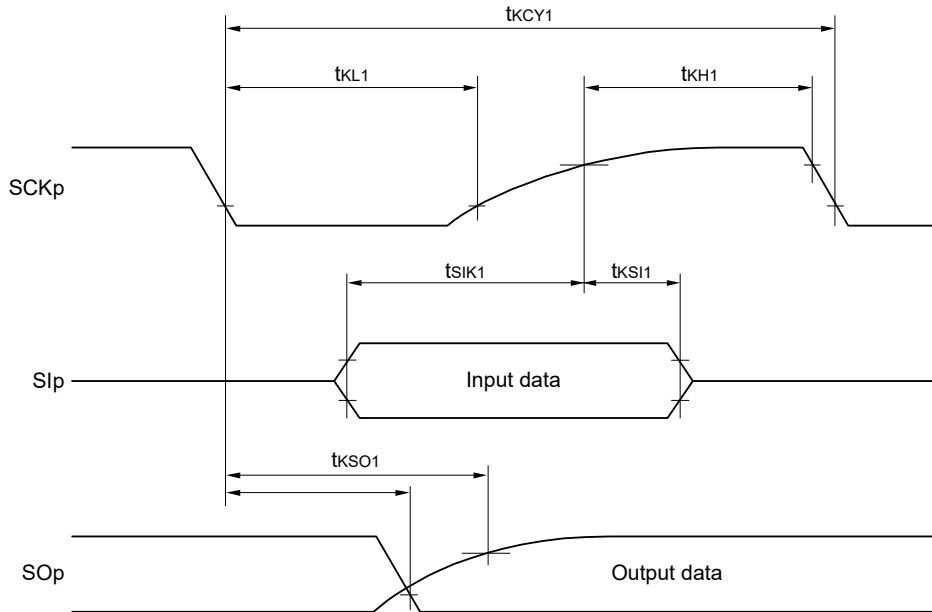 tKCY1
tKL1
tKH1
SCKp
tSIK1
tKSI1
SIp
Input data
tKSO1
SOp
Output data